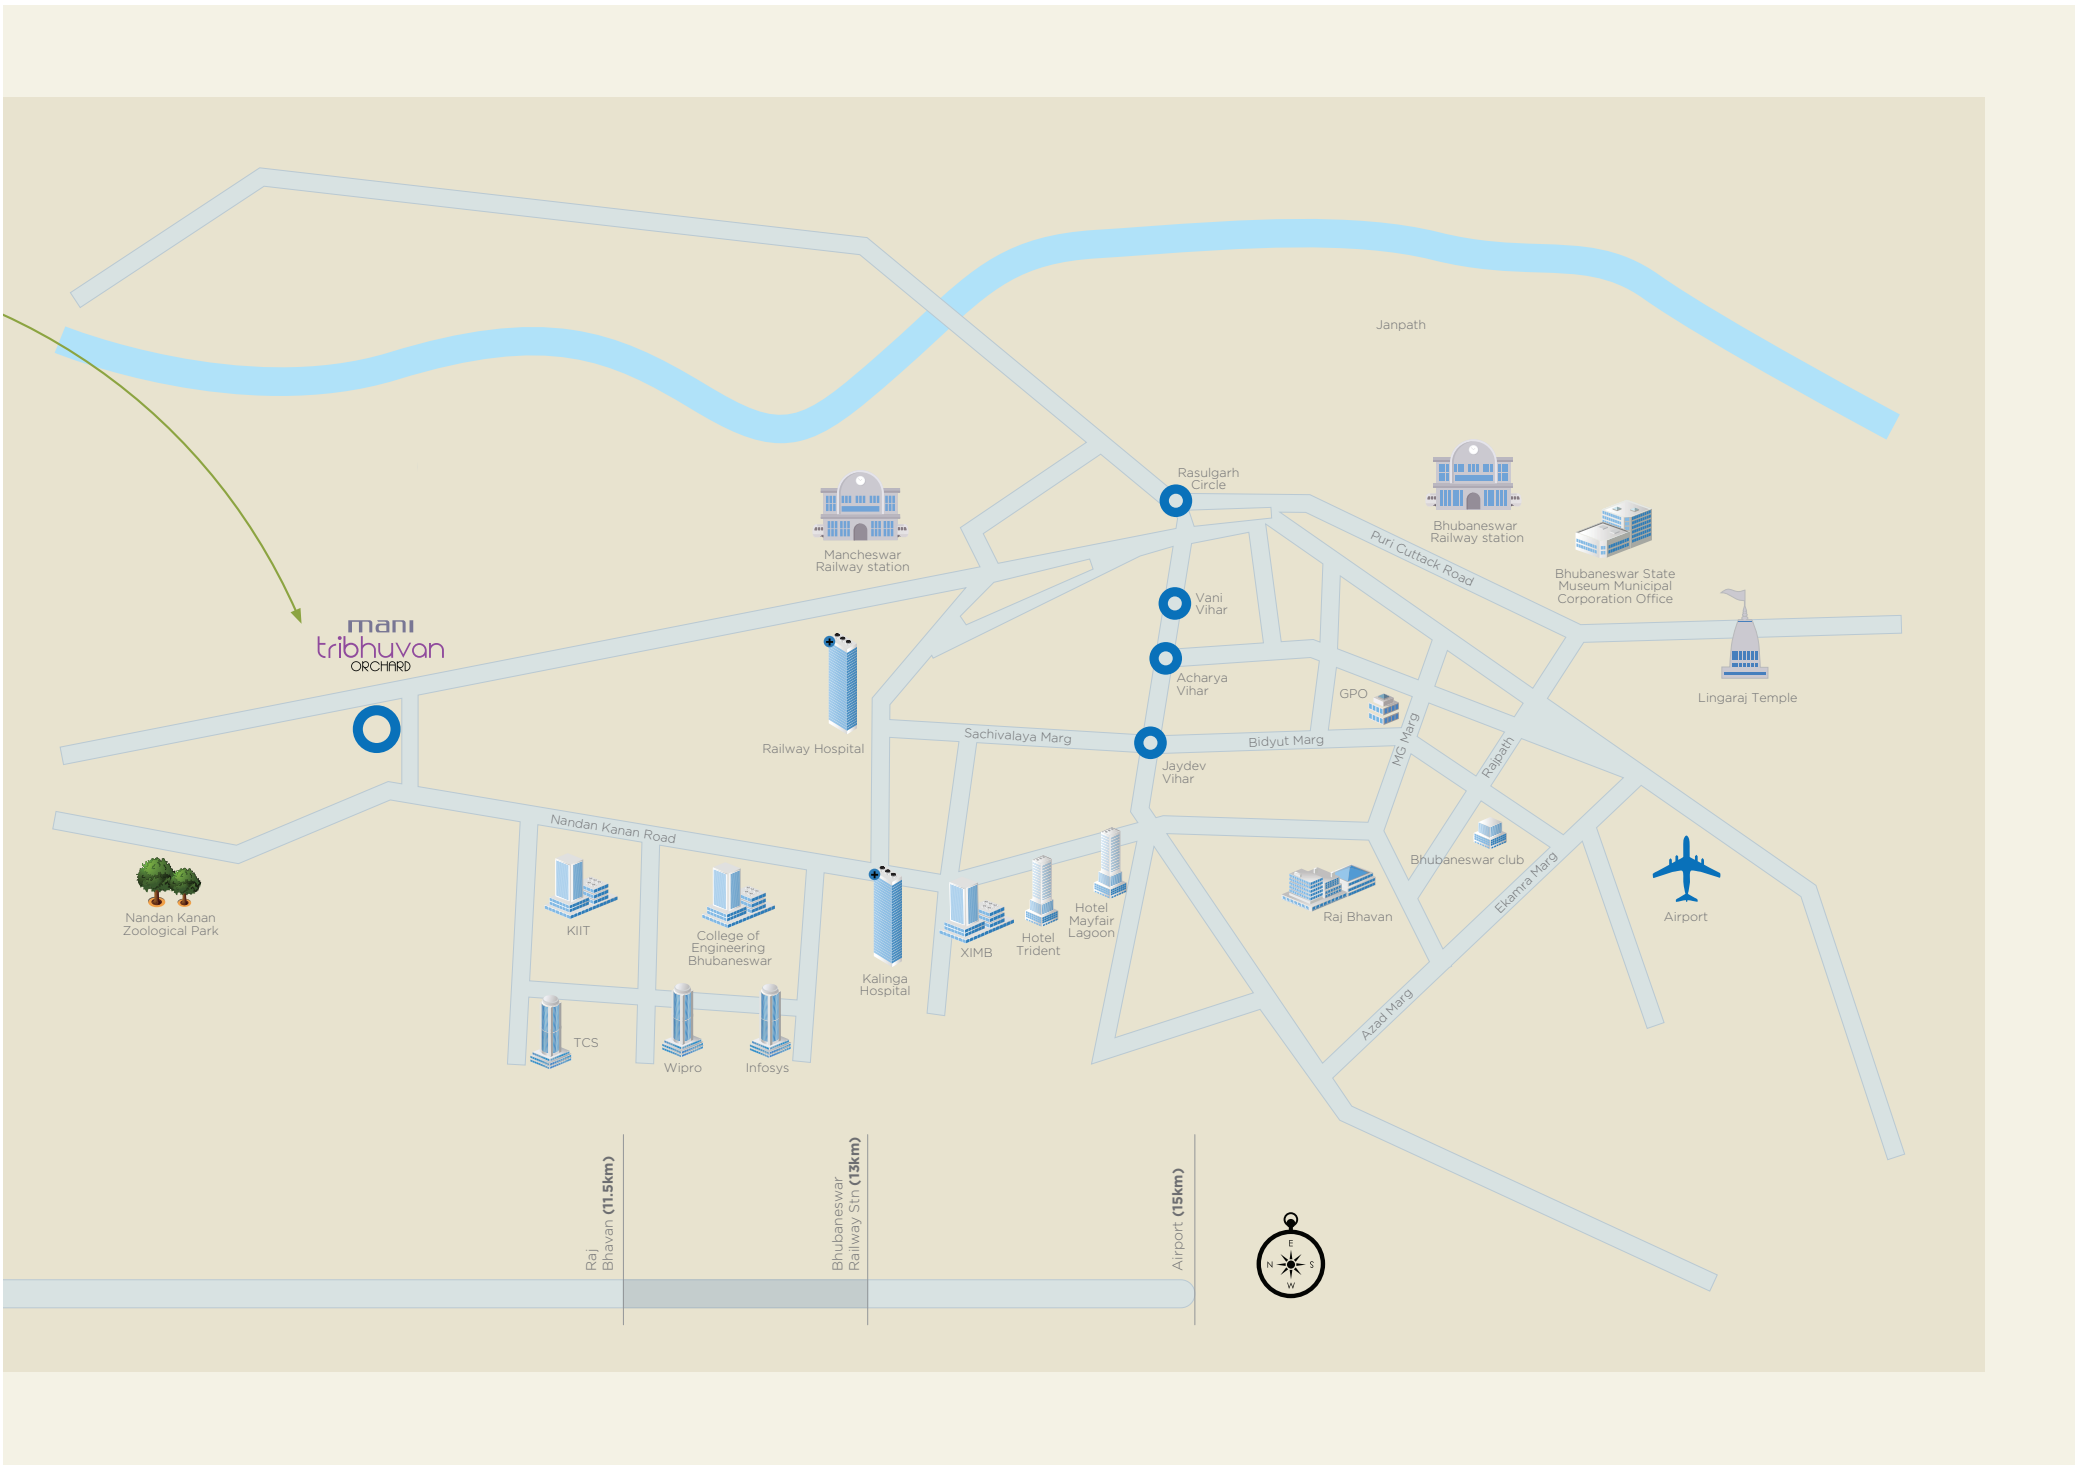 Janpath
Rasulgarh
Circle
Bhubaneswar
Railway station
Puri Cuttack Road
Mancheswar
Railway station
Bhubaneswar State
Museum Municipal
Corporation Office
Vani
Vihar
mani
tribhuvan
ORCHARD
Acharya
Vihar
GPO
Lingaraj Temple
Railway Hospital
Sachivalaya Marg
Bidyut Marg
MG Marg
Rajpath
Jaydev
Vihar
Nandan Kanan Road
Bhubaneswar club
Ekamra Marg
Nandan Kanan
Zoological Park
KIIT
College of
Engineering
Bhubaneswar
Kalinga
Hospital
XIMB
Hotel
Trident
Hotel
Mayfair
Lagoon
Raj Bhavan
Airport
Azad Marg
TCS
Wipro
Infosys
Raj
Bhavan (11.5km)
Bhubaneswar
Railway Stn (13km)
Airport (15km)
E
N S
W